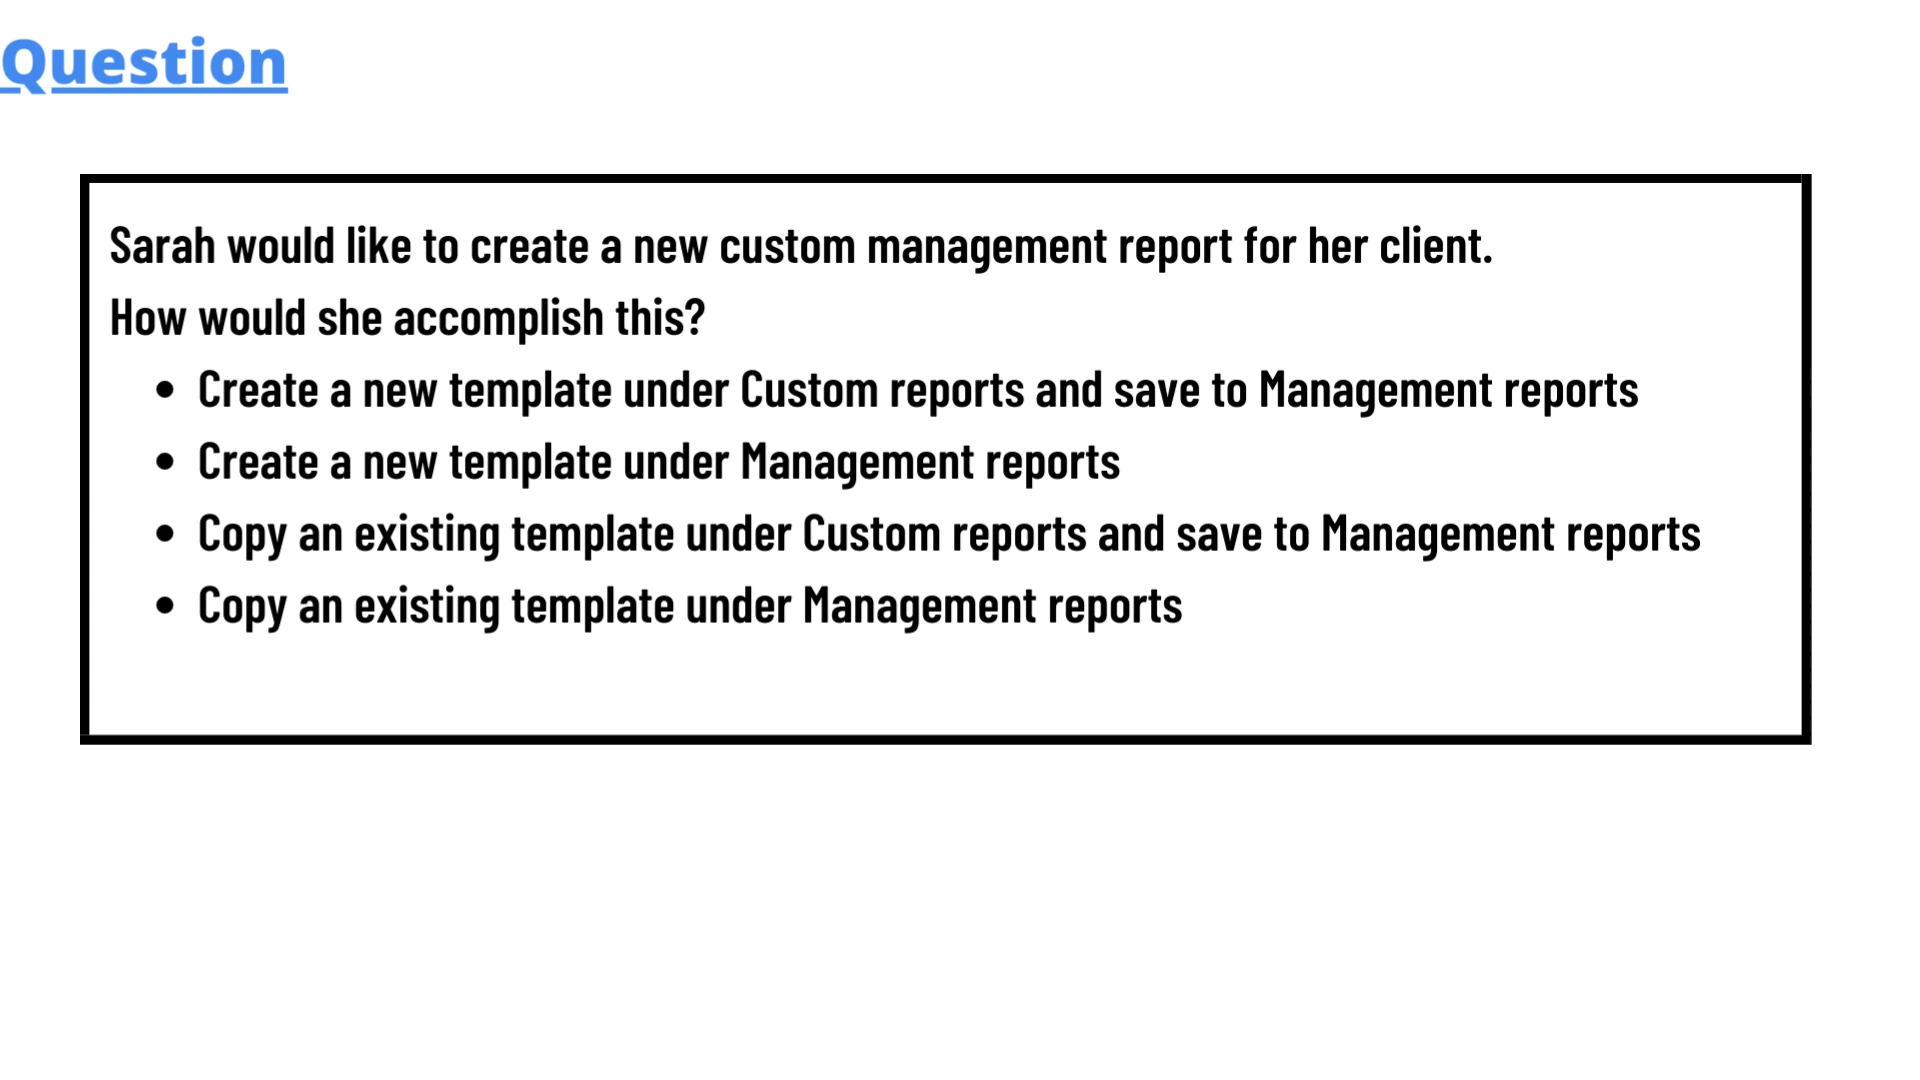 Question
Sarah would like to create a new custom management report for her client.
How would she accomplish this?
• Create a new template under Custom reports and save to Management reports
• Create a new template under Management reports
• Copy an existing template under Custom reports and save to Management reports
• Copy an existing template under Management reports